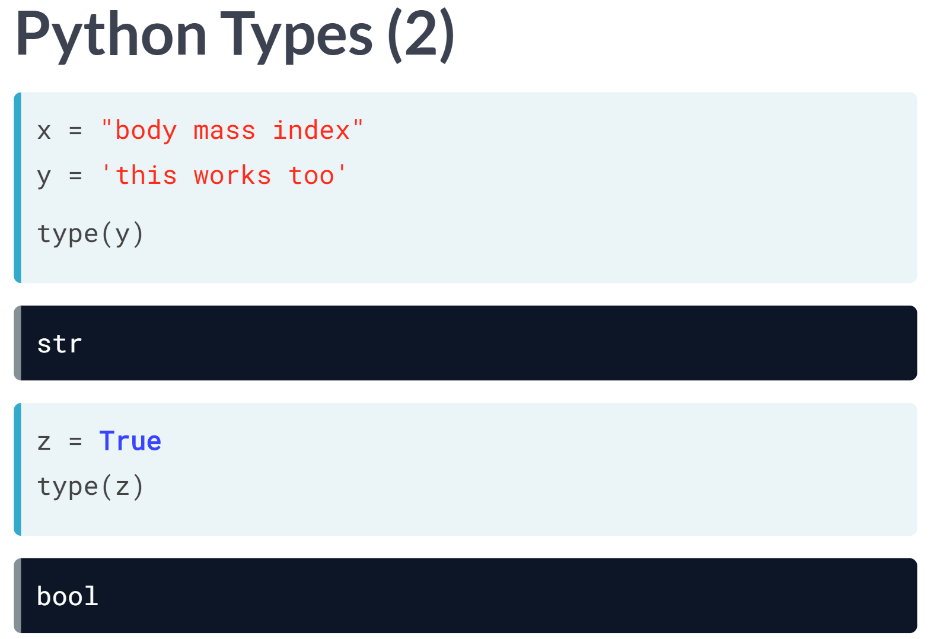 Python Types (2)
x = "body mass index"
y = 'this works too'
type(y)
str
z = True
type(z)
bool